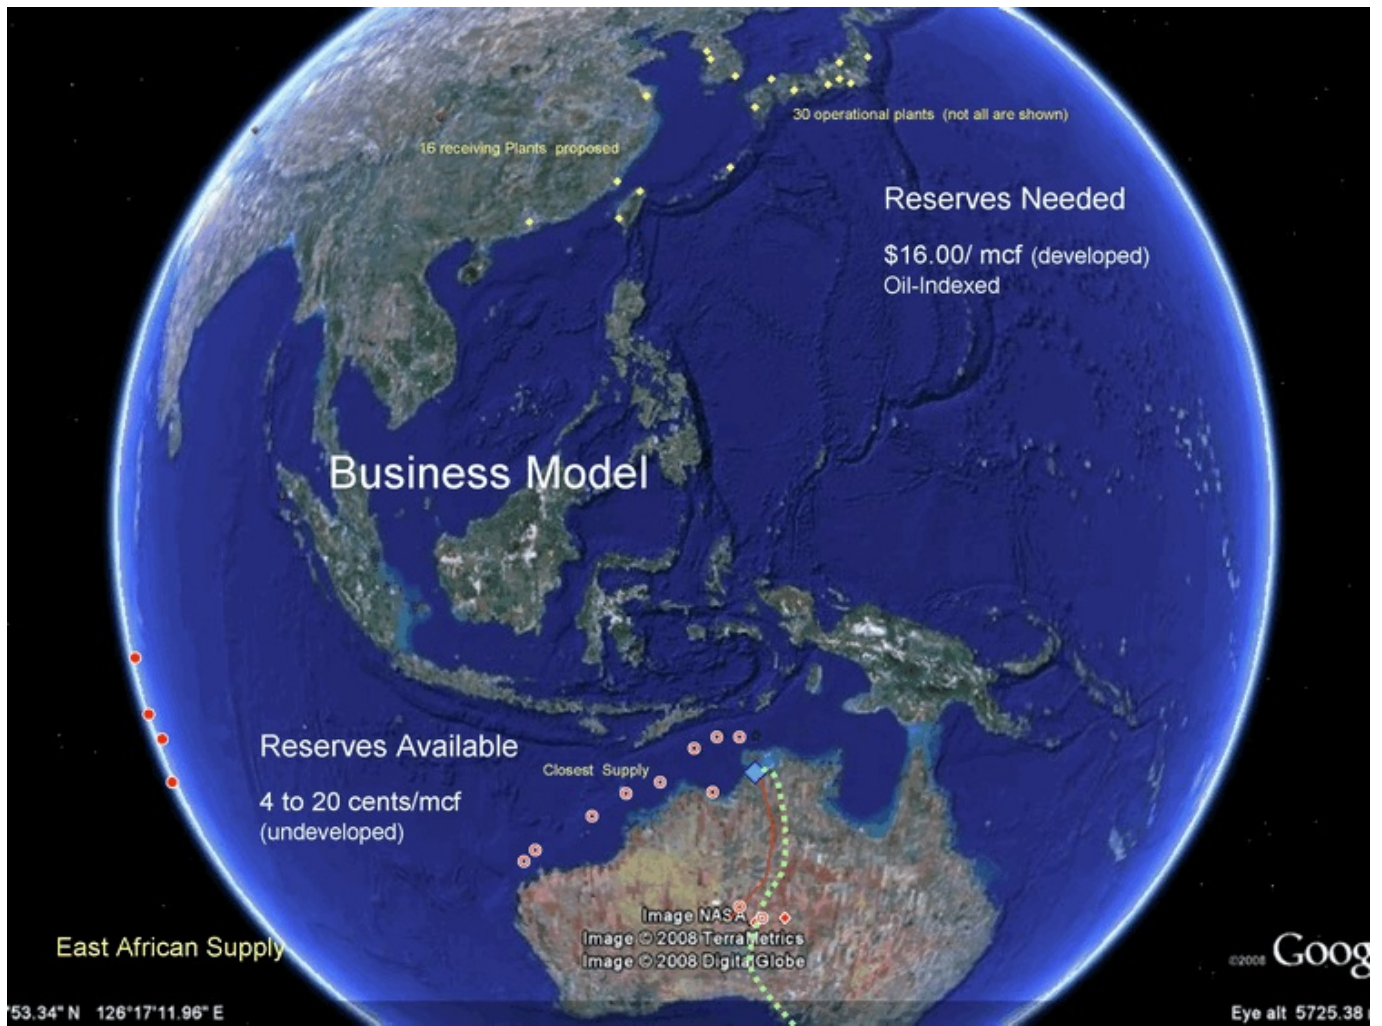 30 operational plants (not all are shown)
16 receiving Plants proposed
Reserves Needed
$16.00/ mcf (developed)
Oil-Indexed
Business Model
Reserves Available
Closest Supply
4 to 20 cents/mcf
(undeveloped)
Image NASA
Image © 2008 TerraMetrics
Image © 2008 DigitalGlobe
East African Supply
©2008 Goog
'53.34" N 126°17'11.96" E
Eye alt 5725.38